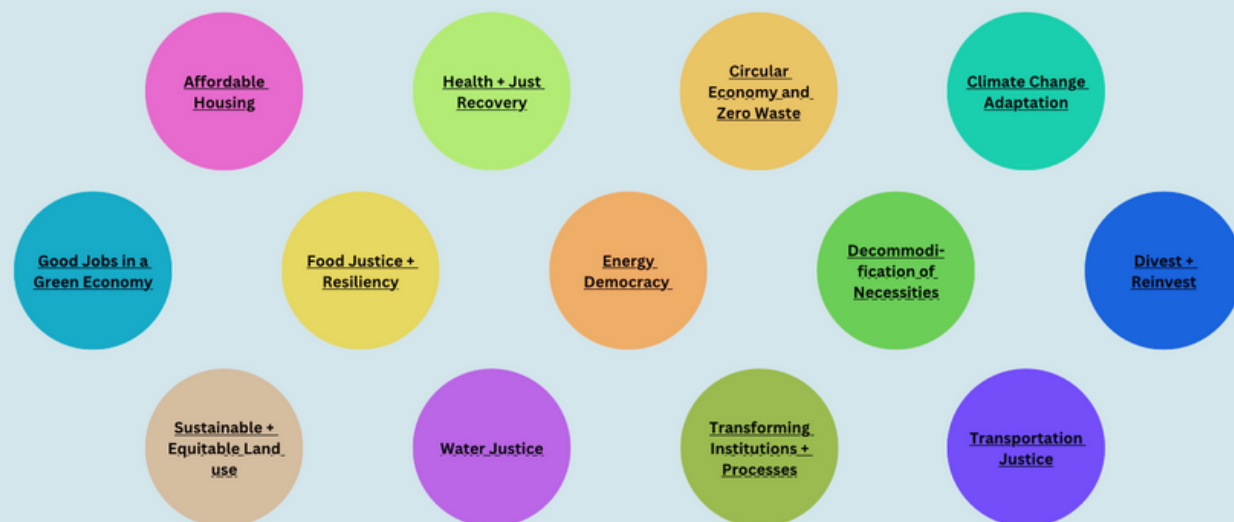 Affordable
Housing
Health + Just
Recovery
Circular
Economy and
Zero Waste
Climate Change
Adaptation
Good Jobs in a
Green Economy
Food Justice +
Resiliency
Energy
Democracy
Decommodi-
fication of
Necessities
Divest +
Reinvest
Sustainable +
Equitable Land
use
Water Justice
Transforming
Institutions +
Processes
Transportation
Justice